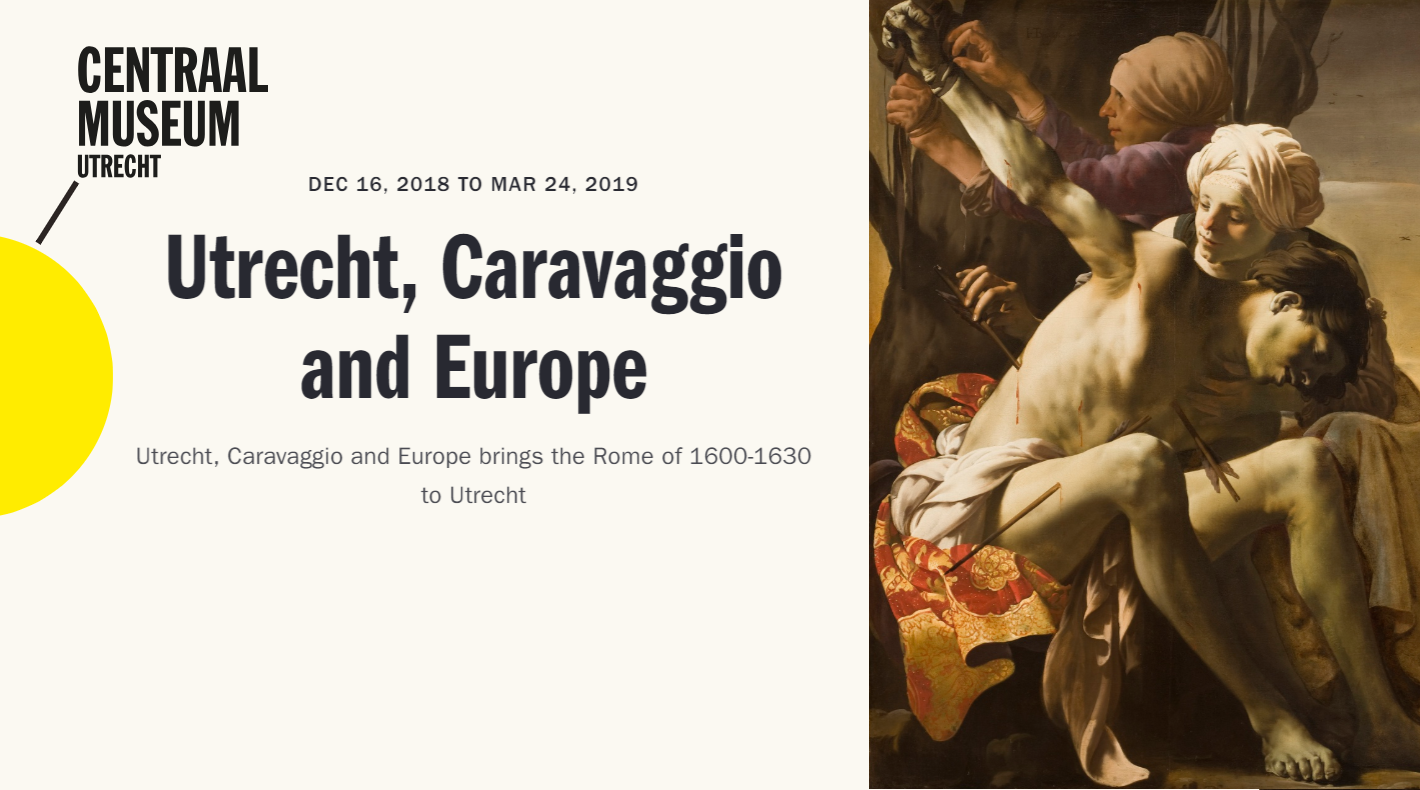 CENTRAAL
MUSEUM
UTRECHT
DEC 16, 2018 TO MAR 24, 2019
Utrecht, Caravaggio
and Europe
Utrecht, Caravaggio and Europe brings the Rome of 1600-1630
to Utrecht